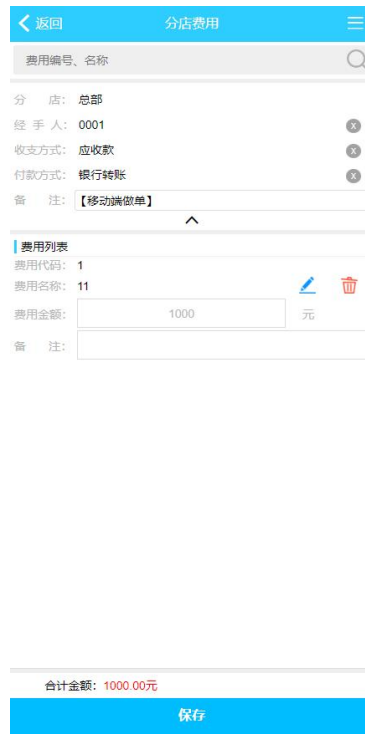 返回 分店费用
费用编号、名称
分 店： 总部
经 手 人： 0001
收支方式： 应收款
付款方式： 银行转账
备 注： 【移动端做单】
费用列表
费用代码： 1
费用名称： 11
费用金额： 1000 元
备 注：
合计金额：1000.00元
保存